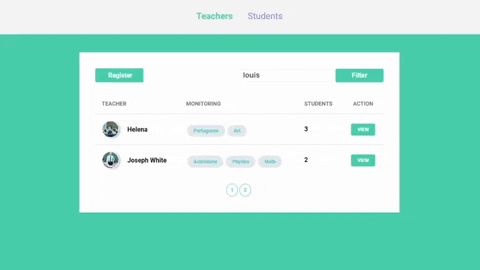 Teachers Students
Register louis Filter
TEACHER MONITORING STUDENTS ACTION
Helena Portuguese Art 3 VIEW
Joseph White Astronomy Physics Math 2 VIEW
1 2